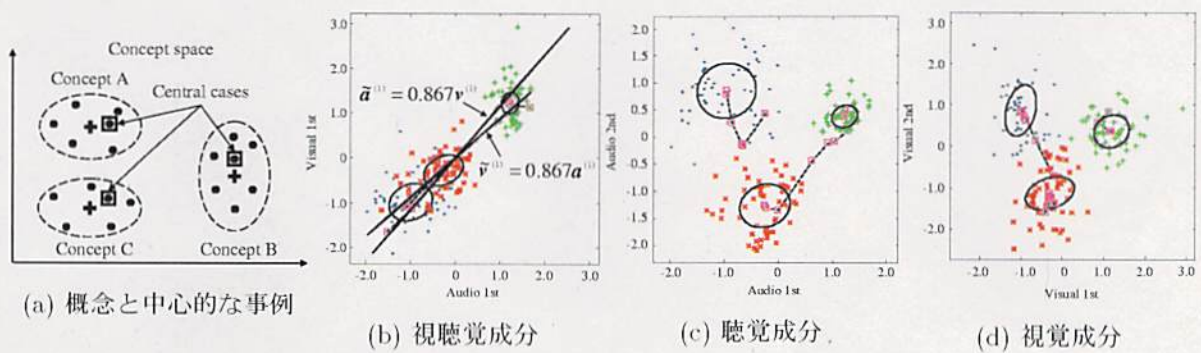 Concept space
Concept A
Central cases
Concept C
Concept B
(a) 概念と中心的な事例
3.0
2.0
1.0
0
-1.0
-2.0
Visual 1st
ã⁽¹⁾ = 0.867v⁽¹⁾
ṽ⁽¹⁾ = 0.867a⁽¹⁾
-2.0 -1.0 0 1.0 2.0 3.0
Audio 1st
(b) 視聴覚成分
2.0
1.5
1.0
0.5
0
-0.5
-1.0
-1.5
-2.0
Audio 2nd
-2.0 -1.0 0 1.0 2.0
Audio 1st
(c) 聴覚成分
3.0
2.0
1.0
0
-1.0
-2.0
Visual 2nd
-2.0 -1.0 0 1.0 2.0 3.0
Visual 1st
(d) 視覚成分